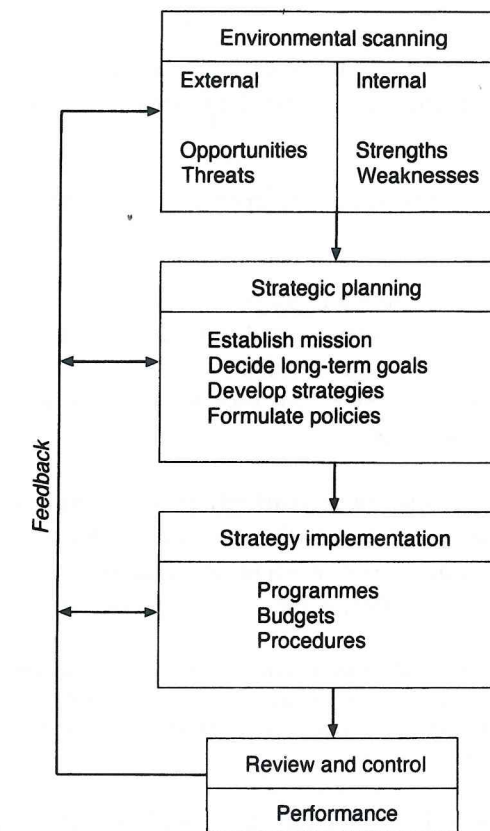 Environmental scanning
External
Internal
Opportunities
Threats
Strengths
Weaknesses
Strategic planning
Establish mission
Decide long-term goals
Develop strategies
Formulate policies
Feedback
Strategy implementation
Programmes
Budgets
Procedures
Review and control
Performance